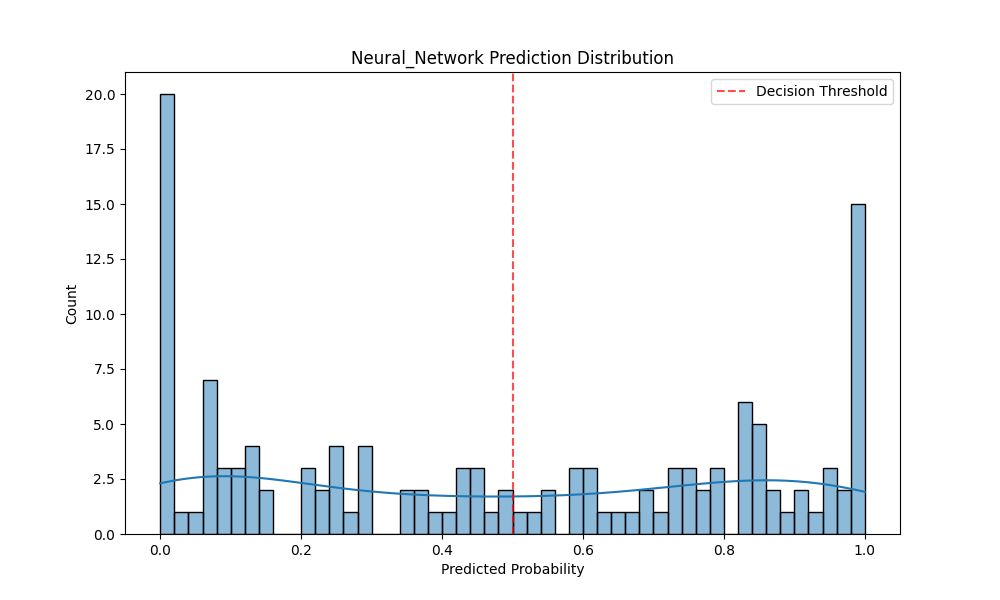 Neural_Network Prediction Distribution
Decision Threshold
20.0
17.5
15.0
12.5
10.0
7.5
5.0
2.5
0.0
Count
0.0 0.2 0.4 0.6 0.8 1.0
Predicted Probability